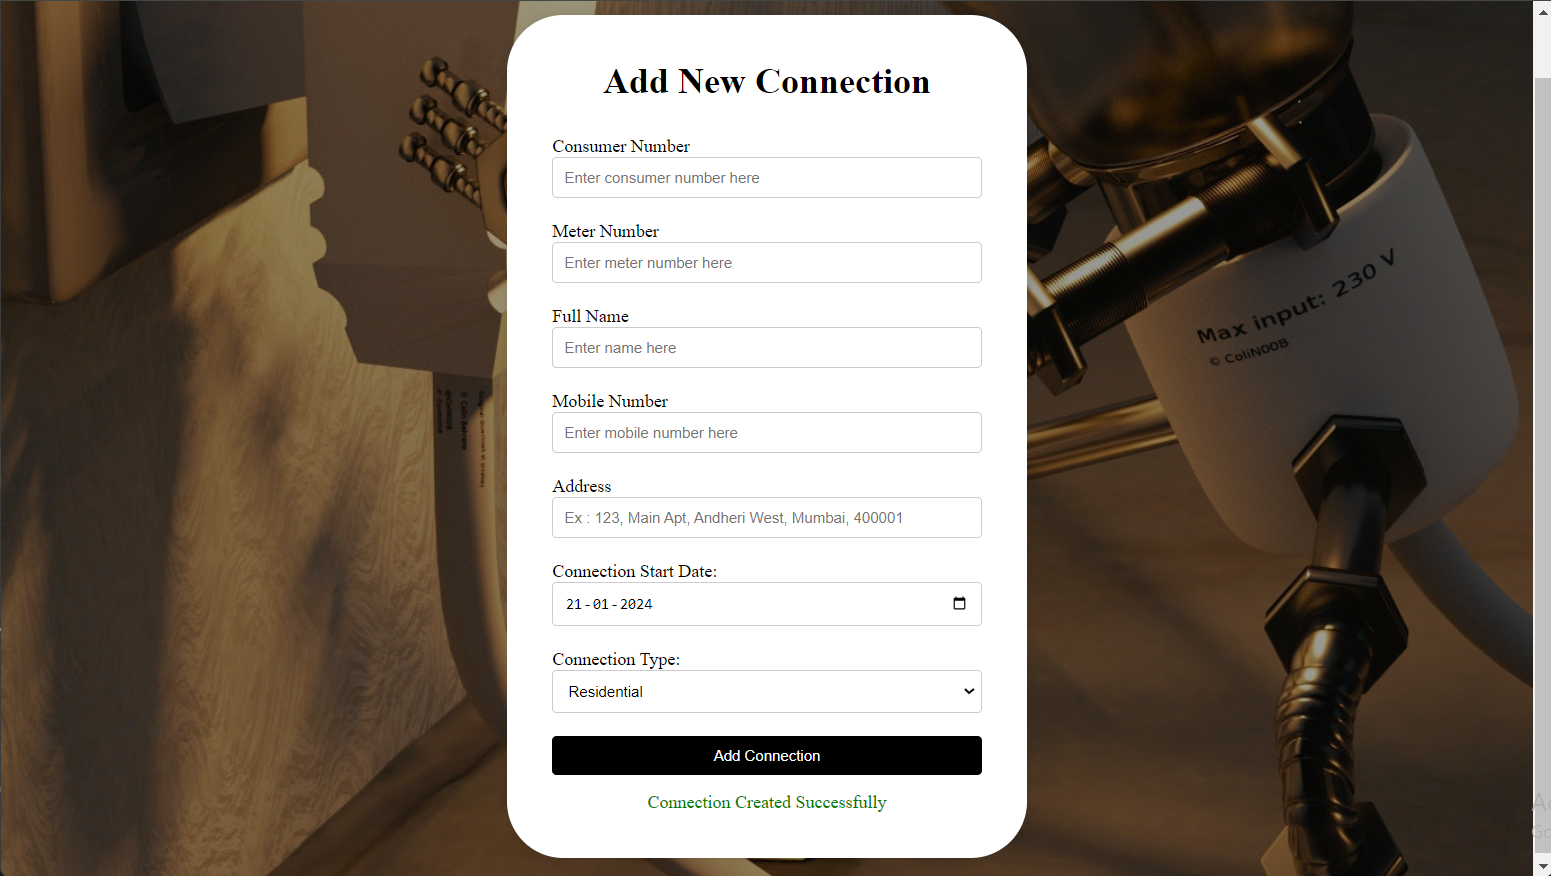 Add New Connection
Consumer Number
Enter consumer number here
Meter Number
Enter meter number here
Full Name
Enter name here
Mobile Number
Enter mobile number here
Address
Ex : 123, Main Apt, Andheri West, Mumbai, 400001
Connection Start Date:
21-01-2024
Connection Type:
Residential
Add Connection
Connection Created Successfully
Max input: 230 V
© ColiN00B